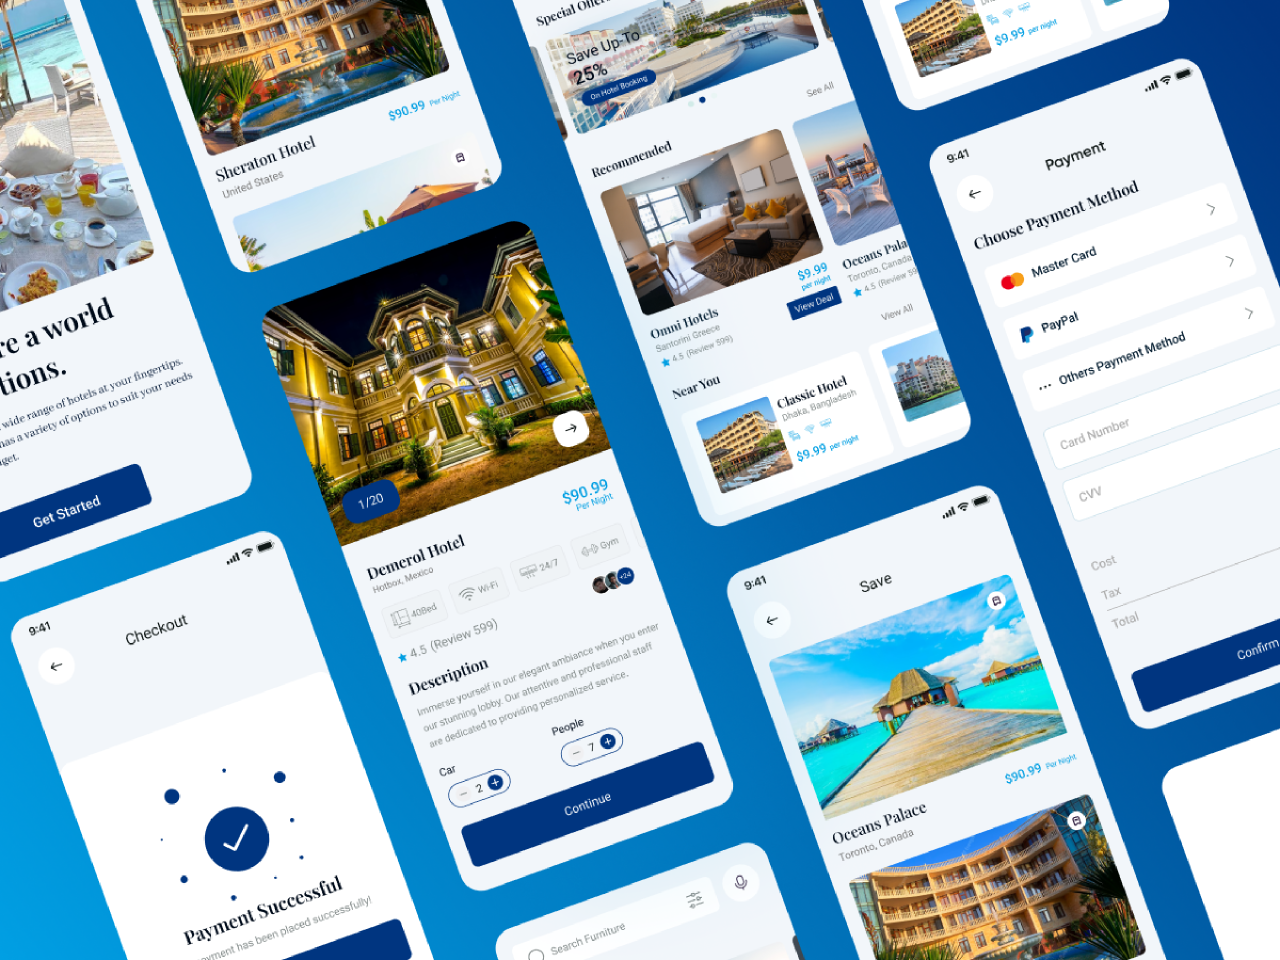 re a world
tions.
wide range of hotels at your fingertips.
has a variety of options to suit your needs
get.
Get Started
$90.99 Per Night
Sheraton Hotel
United States
Special Offers
Save Up-To
25%
On Hotel Booking
See All
Recommended
$9.99
per night
Omni Hotels
Santorini Greece
4.5 (Review 599)
View Deal
Oceans Pala
Toronto, Canada
4.5 (Review 59
View All
Near You
Classic Hotel
Dhaka, Bangladesh
$9.99 per night
$9.99 per night
9:41
Payment
Choose Payment Method
Master Card
PayPal
Others Payment Method
Card Number
CVV
Cost
Tax
Total
Confirm
1/20
$90.99
Per Night
Demerol Hotel
Hotbox, Mexico
40Bed
Wi-Fi
24/7
Gym
+24
4.5 (Review 599)
Description
Immerse yourself in our elegant ambiance when you enter
our stunning lobby. Our attentive and professional staff
are dedicated to providing personalized service.
Car
2
People
7
Continue
9:41
Checkout
Payment Successful
ayment has been placed successfully!
9:41
Save
$90.99 Per Night
Oceans Palace
Toronto, Canada
Search Furniture